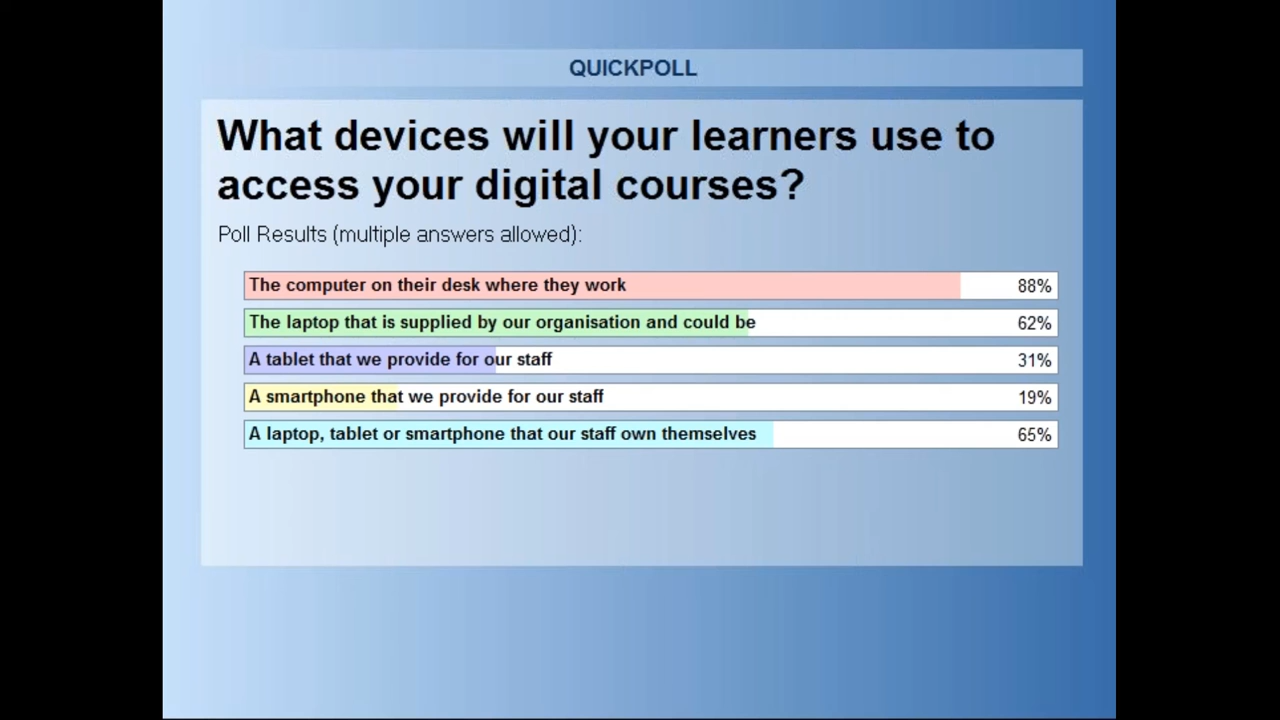 QUICKPOLL
What devices will your learners use to
access your digital courses?
Poll Results (multiple answers allowed):
The computer on their desk where they work 88%
The laptop that is supplied by our organisation and could be 62%
A tablet that we provide for our staff 31%
A smartphone that we provide for our staff 19%
A laptop, tablet or smartphone that our staff own themselves 65%